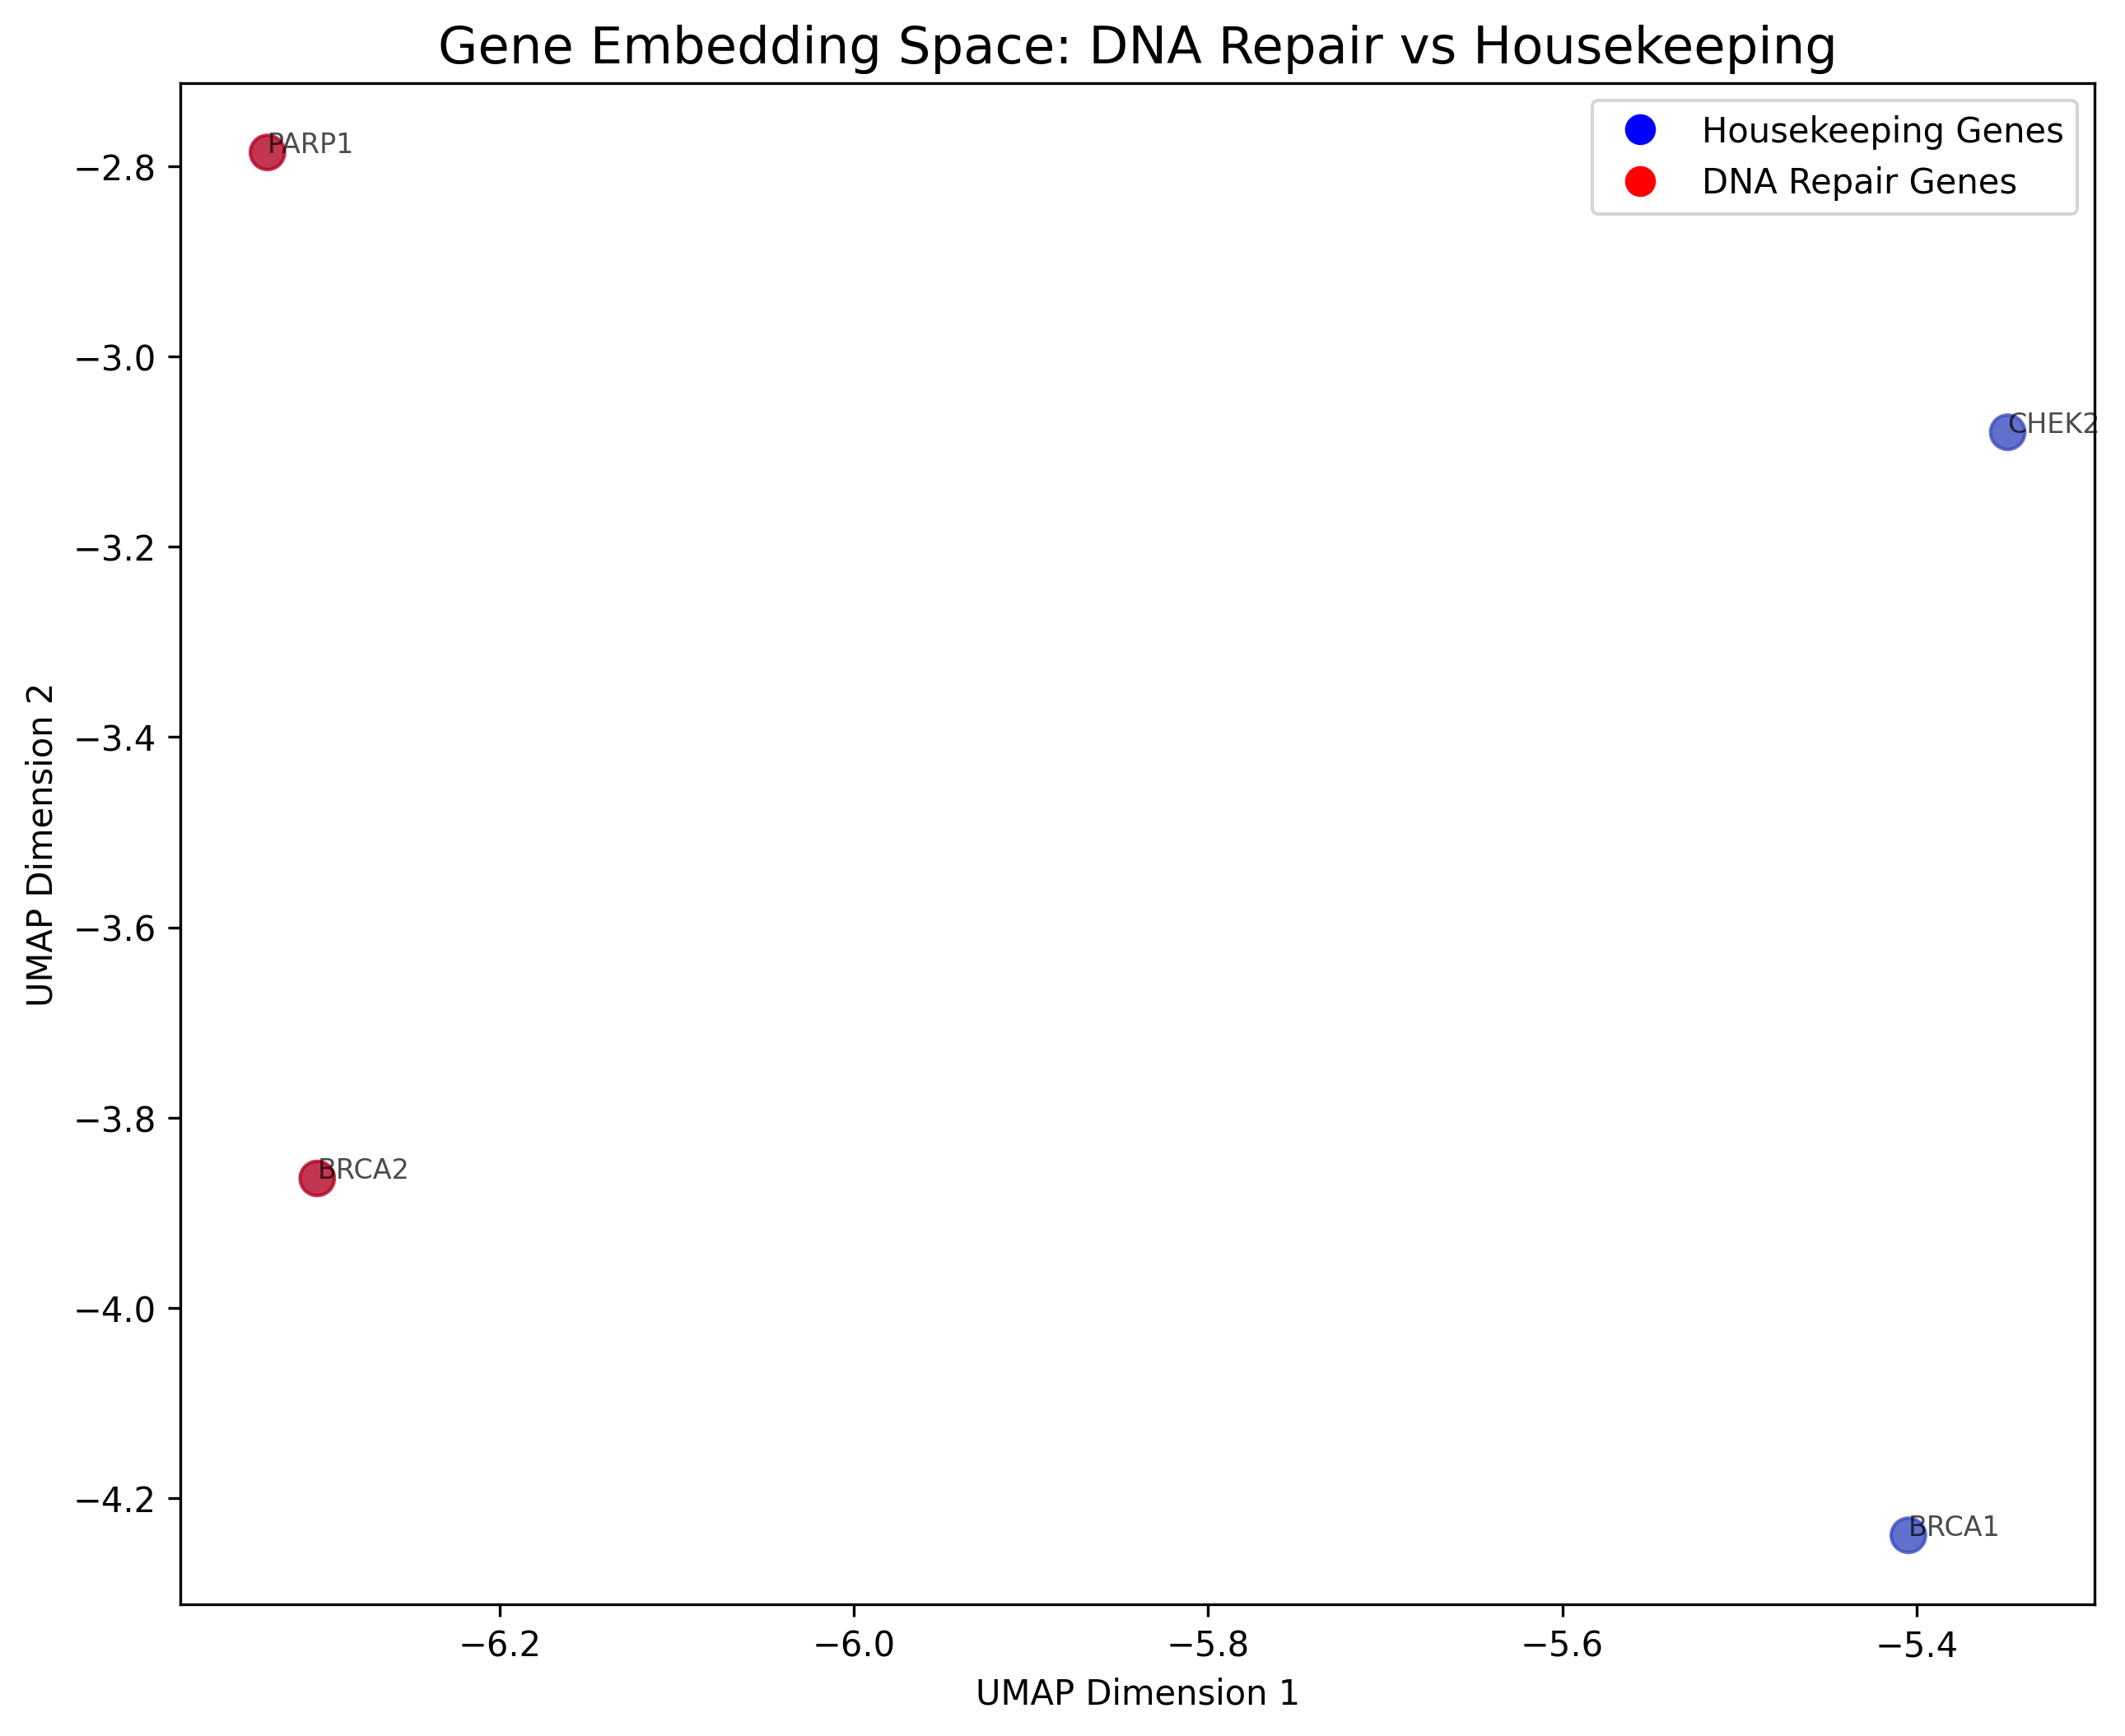 Gene Embedding Space: DNA Repair vs Housekeeping
Housekeeping Genes
DNA Repair Genes
PARP1
CHEK2
BRCA2
BRCA1
−2.8
−3.0
−3.2
−3.4
−3.6
−3.8
−4.0
−4.2
UMAP Dimension 2
−6.2
−6.0
−5.8
−5.6
−5.4
UMAP Dimension 1